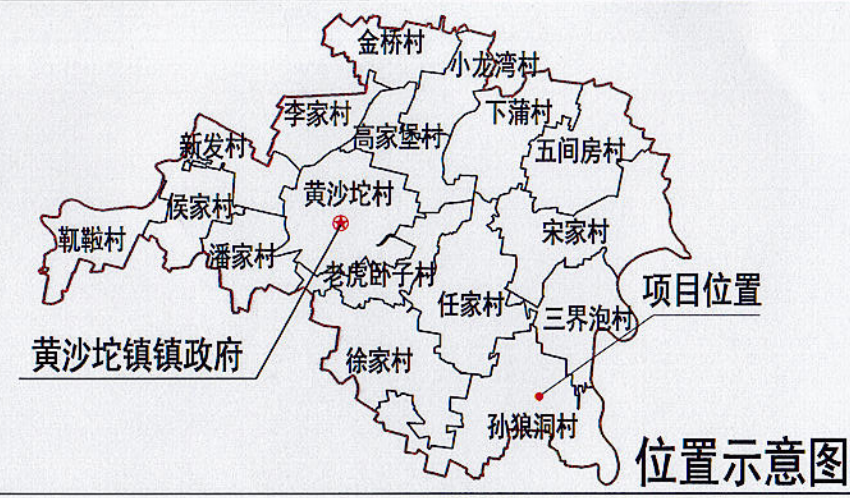 金桥村
小龙湾村
李家村
高家堡村
下蒲村
新发村
五间房村
黄沙坨村
侯家村
靰鞡村
潘家村
宋家村
老虎卧子村
任家村
项目位置
三界泡村
黄沙坨镇镇政府
徐家村
孙狼洞村
位置示意图